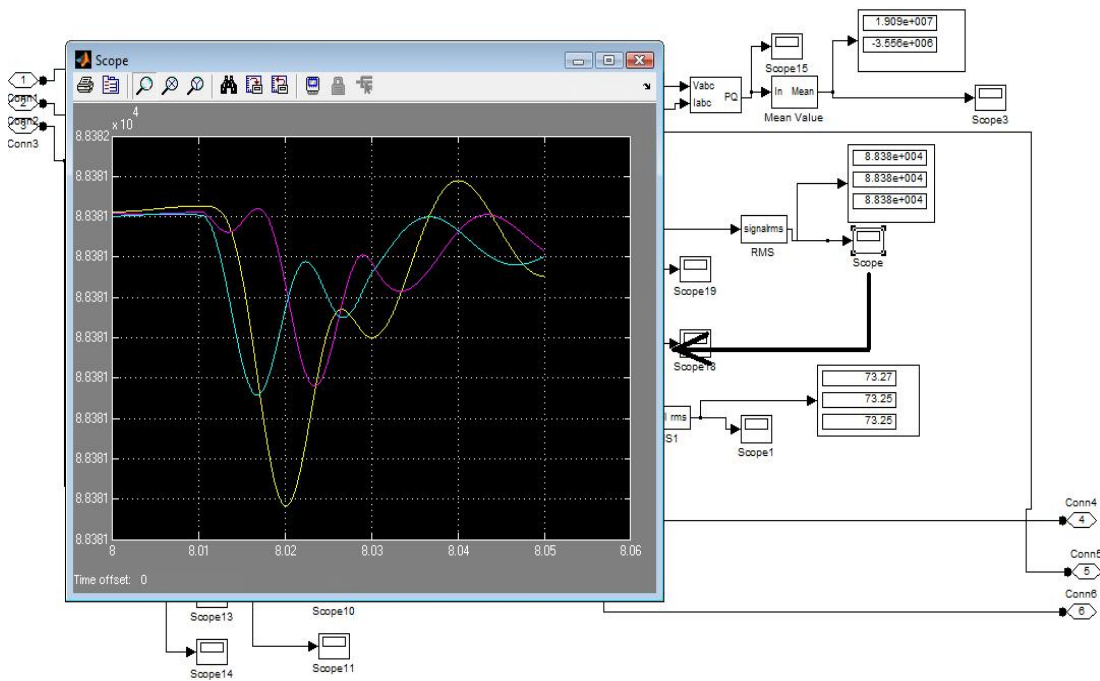 Scope
x 10
4
8.8382
8.8381
8.8381
8.8381
8.8381
8.8381
8.8381
8.8381
8.8381
8.8381
8.8381
8
8.01
8.02
8.03
8.04
8.05
8.06
Time offset: 0
1
Conn1
2
Conn2
3
Conn3
Vabc
Iabc
PQ
Scope15
In
Mean
Mean Value
1.909e+007
-3.556e+006
Scope3
signalrms
RMS
8.838e+004
8.838e+004
8.838e+004
Scope
Scope19
Scope18
rms
S1
Scope1
73.27
73.25
73.25
Conn4
4
Conn5
5
Conn6
6
Scope13
Scope10
Scope14
Scope11